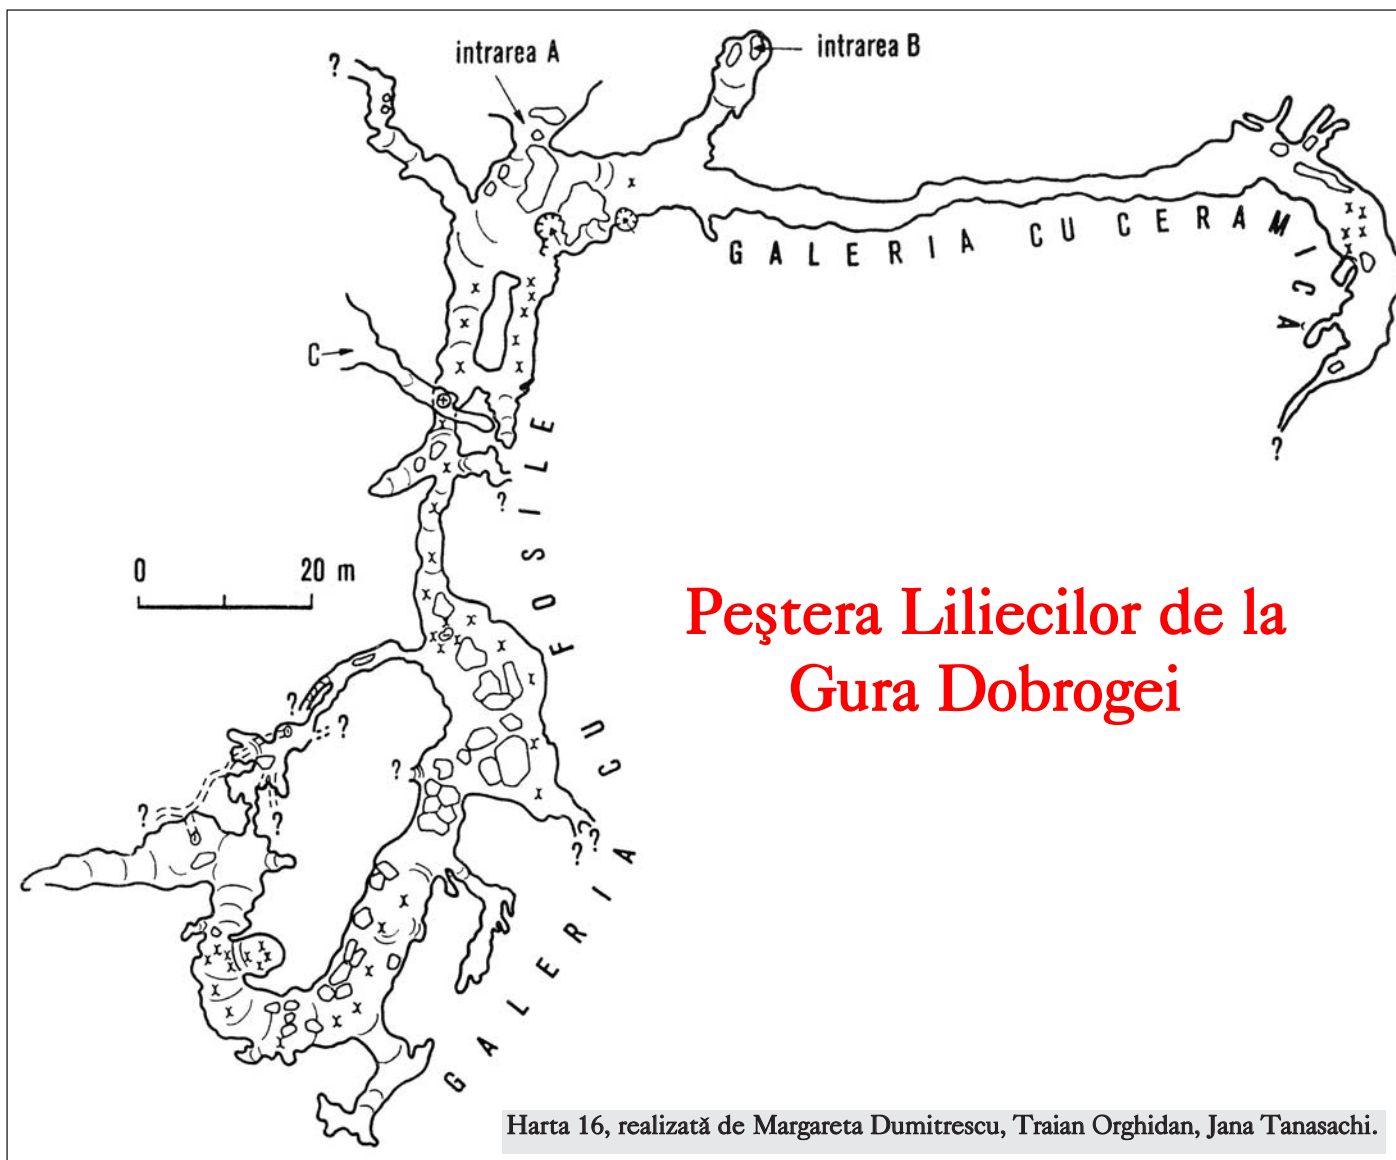 intrarea A
intrarea B
?
GALERIA CU CERAMICĂ
C
?
?
GALERIA CU FOSILE
0 20 m
Peştera Liliecilor de la
Gura Dobrogei
?
?
?
?
?
?
?
Harta 16, realizată de Margareta Dumitrescu, Traian Orghidan, Jana Tanasachi.